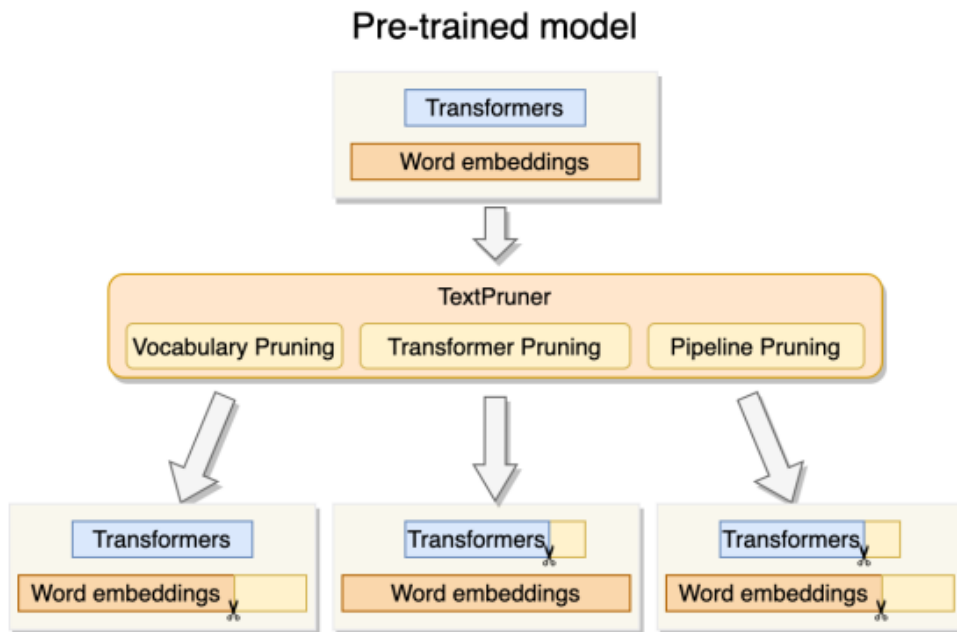 Pre-trained model
Transformers
Word embeddings
TextPruner
Vocabulary Pruning
Transformer Pruning
Pipeline Pruning
Transformers
Word embeddings
Transformers
Word embeddings
Transformers
Word embeddings